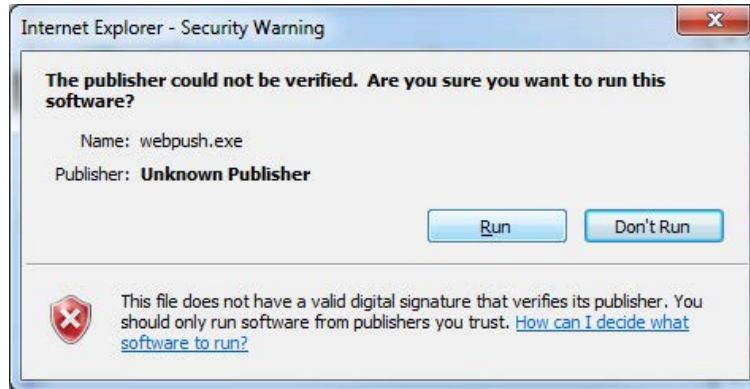 Internet Explorer - Security Warning
The publisher could not be verified.  Are you sure you want to run this
software?
Name: webpush.exe
Publisher: Unknown Publisher
Run
Don't Run
This file does not have a valid digital signature that verifies its publisher. You
should only run software from publishers you trust. How can I decide what
software to run?